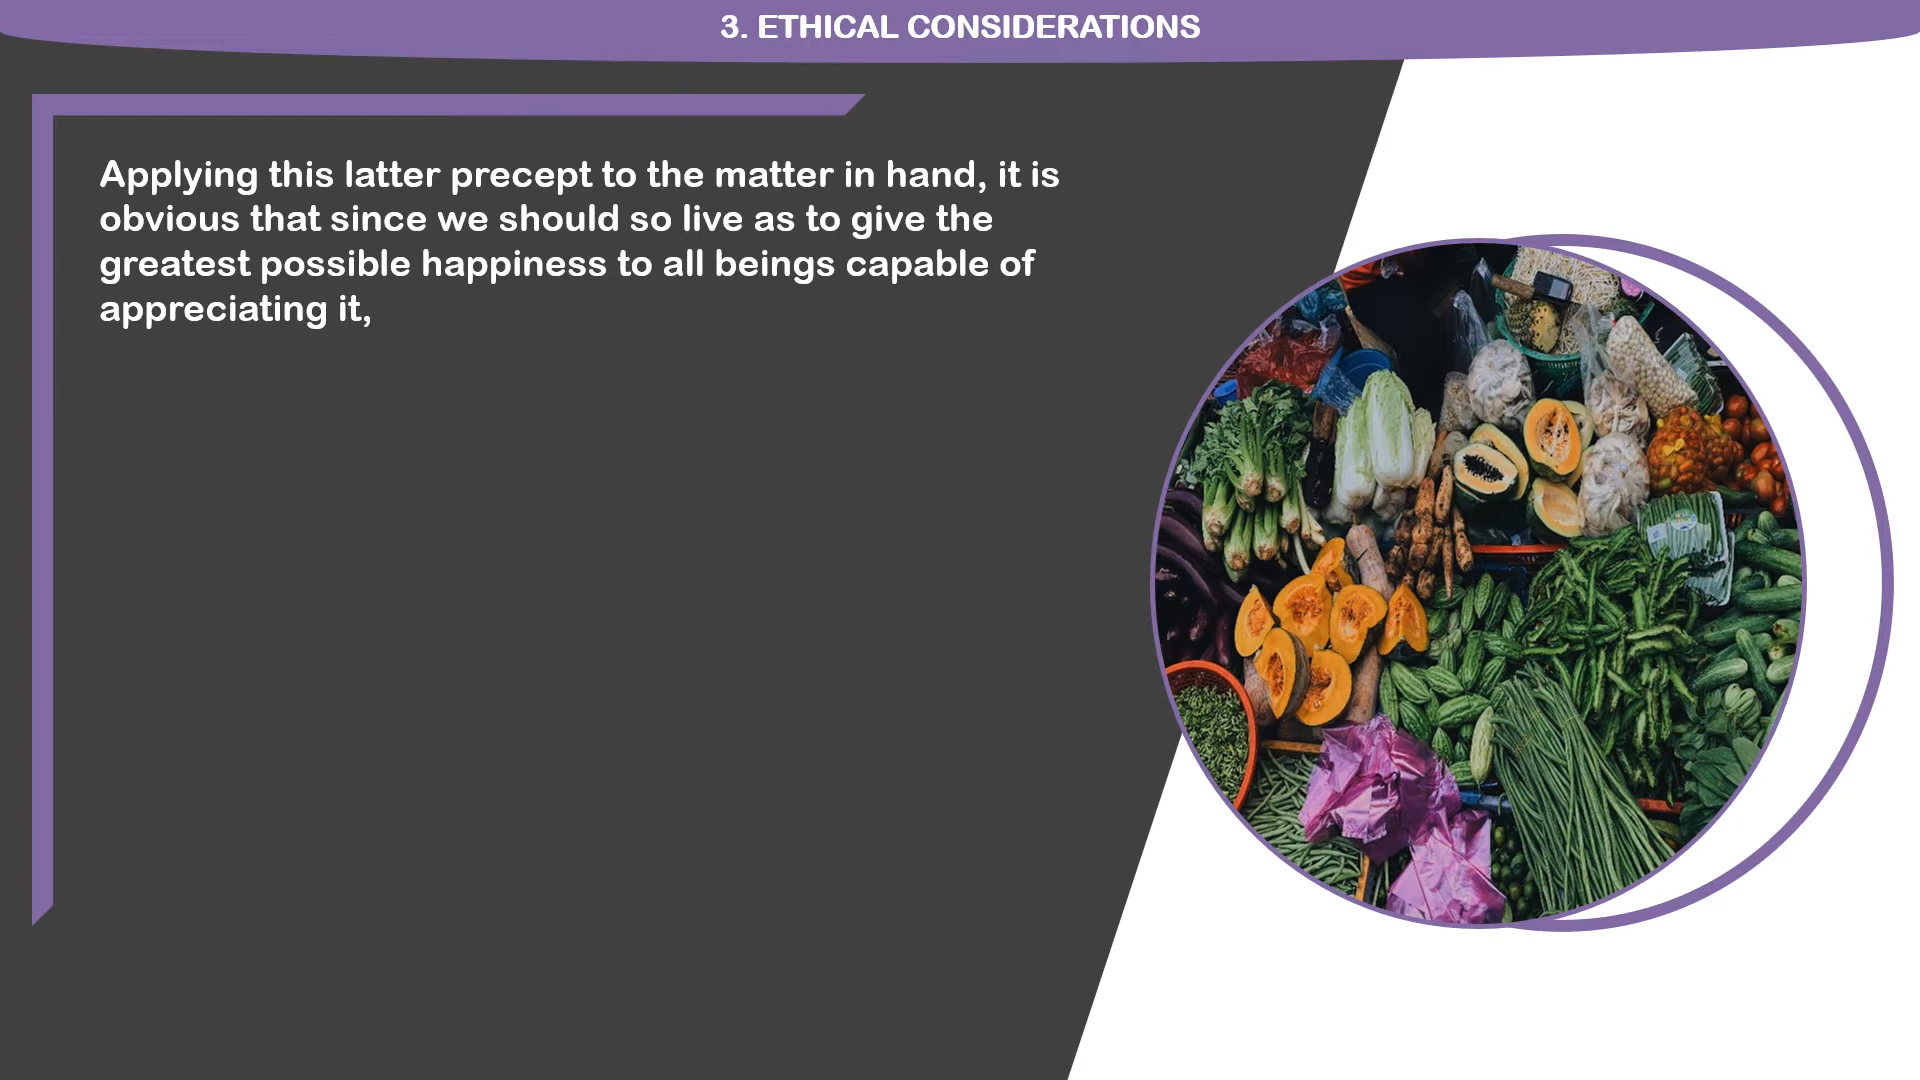 3. ETHICAL CONSIDERATIONS
Applying this latter precept to the matter in hand, it is
obvious that since we should so live as to give the
greatest possible happiness to all beings capable of
appreciating it,